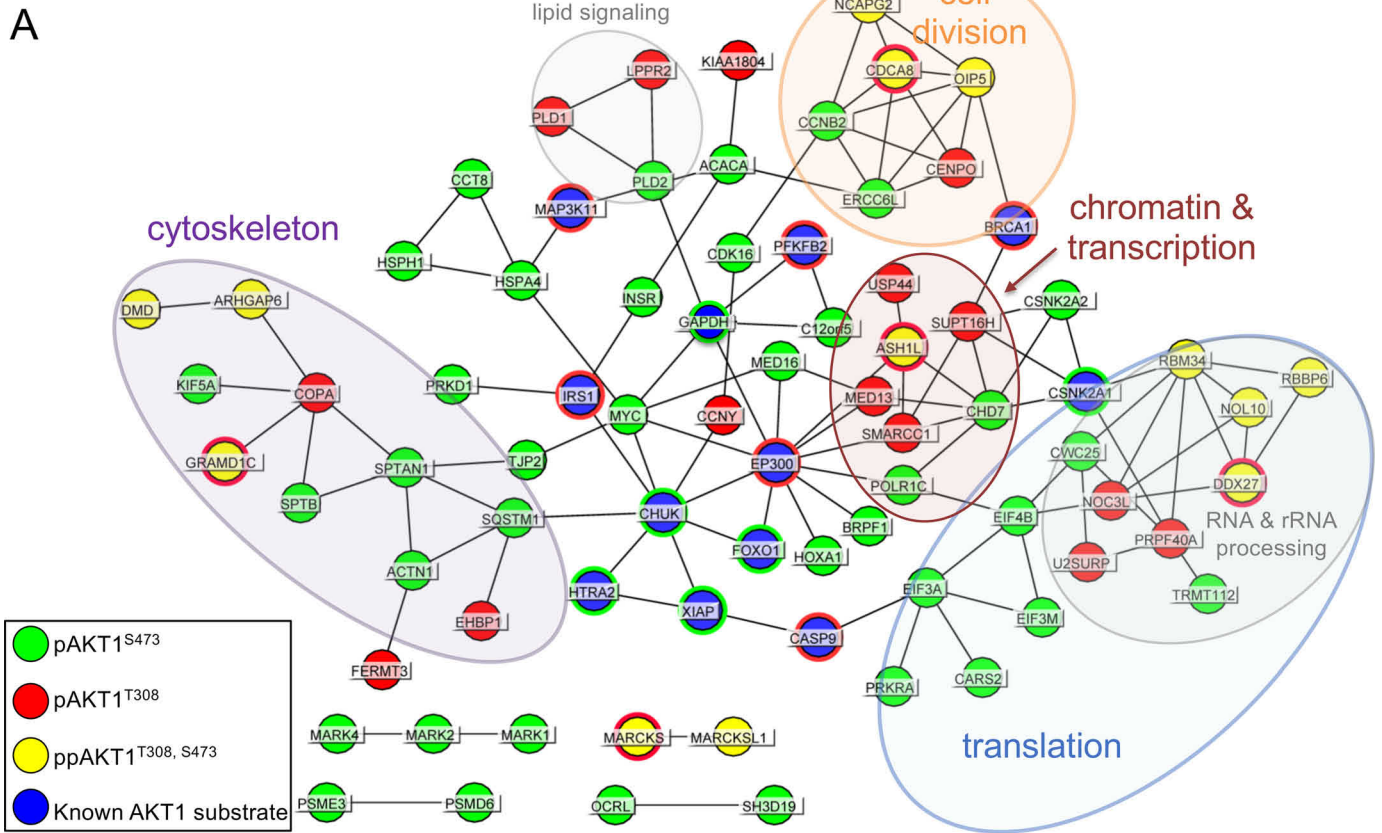 A
lipid signaling
cell
division
NCAPG2
LPPR2
KIAA1804
CDCA8
OIP5
PLD1
CCNB2
ACACA
CENPO
CCT8
PLD2
ERCC6L
MAP3K11
BRCA1
chromatin &
transcription
cytoskeleton
HSPH1
CDK16
PFKFB2
HSPA4
USP44
DMD
ARHGAP6
INSR
CSNK2A2
GAPDH
C12orf5
SUPT16H
ASH1L
MED16
RBM34
RBBP6
KIF5A
COPA
PRKD1
IRS1
MED13
CSNK2A1
NOL10
MYC
CCNY
CHD7
SMARCC1
CWC25
GRAMD1C
SPTAN1
TJP2
EP300
POLR1C
DDX27
SPTB
SQSTM1
CHUK
BRPF1
EIF4B
NOC3L
RNA & rRNA
processing
FOXO1
HOXA1
PRPF40A
U2SURP
ACTN1
HTRA2
XIAP
EIF3A
TRMT112
EHBP1
CASP9
EIF3M
FERMT3
PRKRA
CARS2
pAKT1S473
pAKT1T308
ppAKT1T308, S473
Known AKT1 substrate
MARK4
MARK2
MARK1
MARCKS
MARCKSL1
translation
PSME3
PSMD6
OCRL
SH3D19